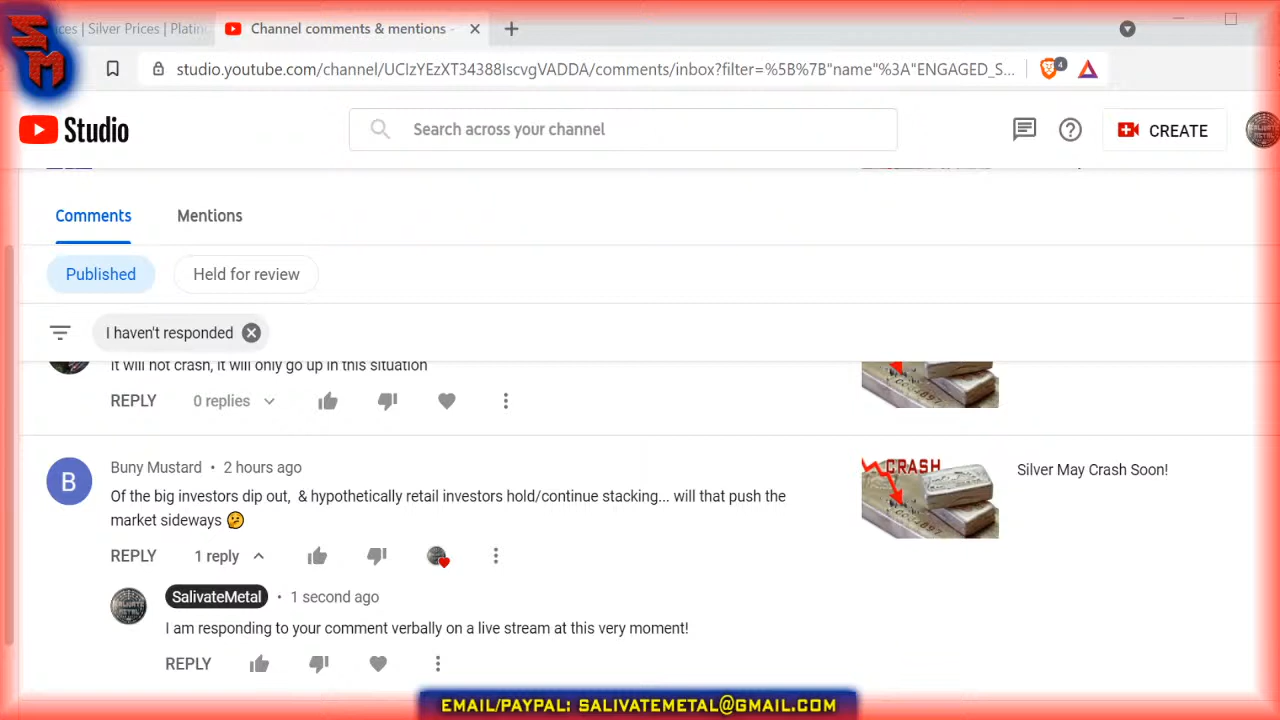 SM
ces | Silver Prices | Platin
Channel comments & mentions -
studio.youtube.com/channel/UCIzYEzXT34388IscvgVADDA/comments/inbox?filter=%5B%7B"name"%3A"ENGAGED_S...
4
Studio
Search across your channel
CREATE
Comments
Mentions
Published
Held for review
I haven't responded
It will not crash, it will only go up in this situation
REPLY
0 replies
Buny Mustard • 2 hours ago
Of the big investors dip out, & hypothetically retail investors hold/continue stacking... will that push the
market sideways
CRASH
Silver May Crash Soon!
REPLY
1 reply
SalivateMetal • 1 second ago
I am responding to your comment verbally on a live stream at this very moment!
REPLY
EMAIL/PAYPAL: SALIVATEMETAL@GMAIL.COM